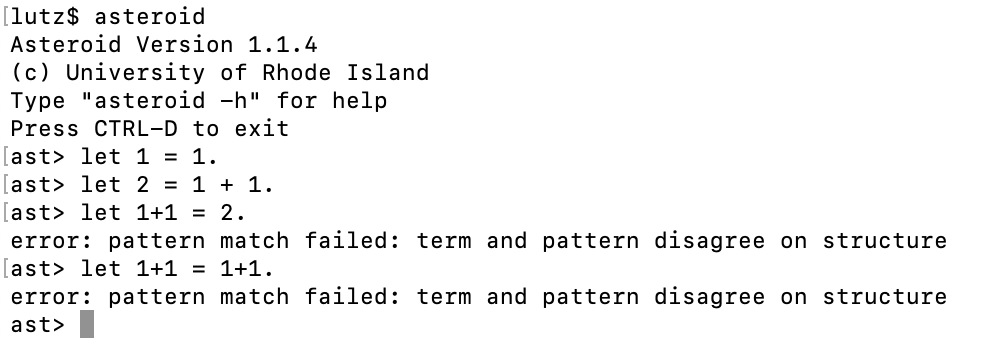 [lutz$ asteroid
Asteroid Version 1.1.4
(c) University of Rhode Island
Type "asteroid -h" for help
Press CTRL-D to exit
[ast> let 1 = 1.
[ast> let 2 = 1 + 1.
[ast> let 1+1 = 2.
error: pattern match failed: term and pattern disagree on structure
[ast> let 1+1 = 1+1.
error: pattern match failed: term and pattern disagree on structure
ast>